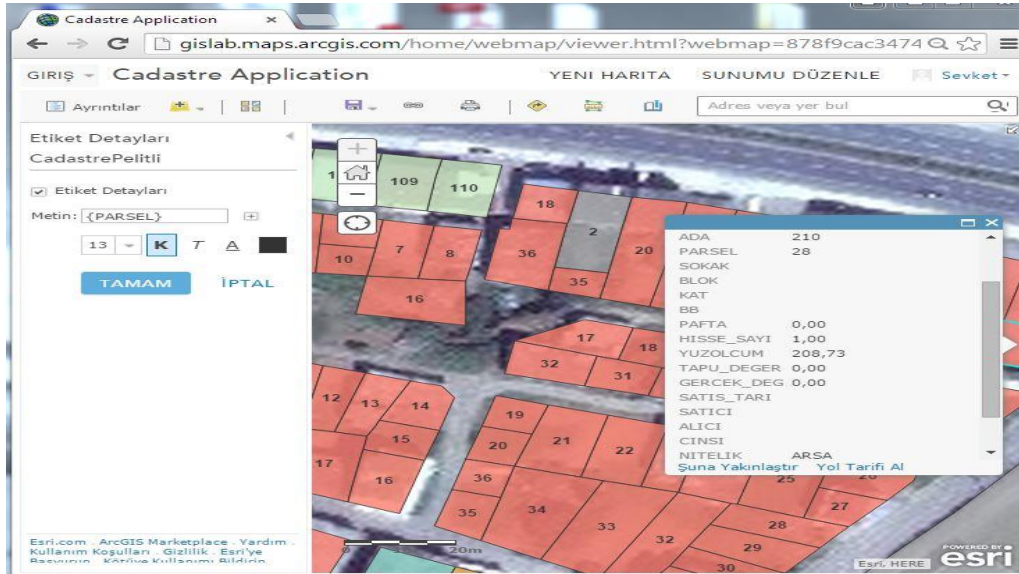 Cadastre Application ×
gislab.maps.arcgis.com/home/webmap/viewer.html?webmap=878f9cac3474
GIRIŞ Cadastre Application YENI HARITA SUNUMU DÜZENLE Sevket
Ayrıntılar Adres veya yer bul
Etiket Detayları
CadastrePelitli
Etiket Detayları
Metin: {PARSEL}
13 K T A
TAMAM İPTAL
109 110
18
2
7 8 36 20
10
35
16
17
18
32
31
12 13 14
19
15 20 21 22
17
16 36
35 34 33
32
25
27
28
29
30
ADA 210
PARSEL 28
SOKAK
BLOK
KAT
BB
PAFTA 0,00
HISSE_SAYI 1,00
YUZOLCUM 208,73
TAPU_DEGER 0,00
GERCEK_DEG 0,00
SATIS_TARI
SATICI
ALICI
CINSI
NITELIK ARSA
Şuna Yakınlaştır Yol Tarifi Al
20m
Esri.com . ArcGIS Marketplace . Yardım .
Kullanım Koşulları . Gizlilik . Esri'ye
Başvurun . Kötüye Kullanımı Bildirin
Esri, HERE
POWERED BY
esri